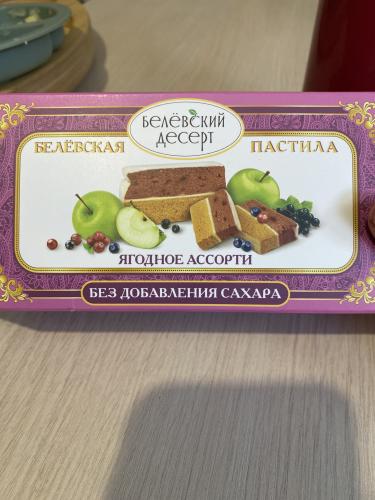 Белёвский
десерт
БЕЛЁВСКАЯ ПАСТИЛА
ЯГОДНОЕ АССОРТИ
БЕЗ ДОБАВЛЕНИЯ САХАРА